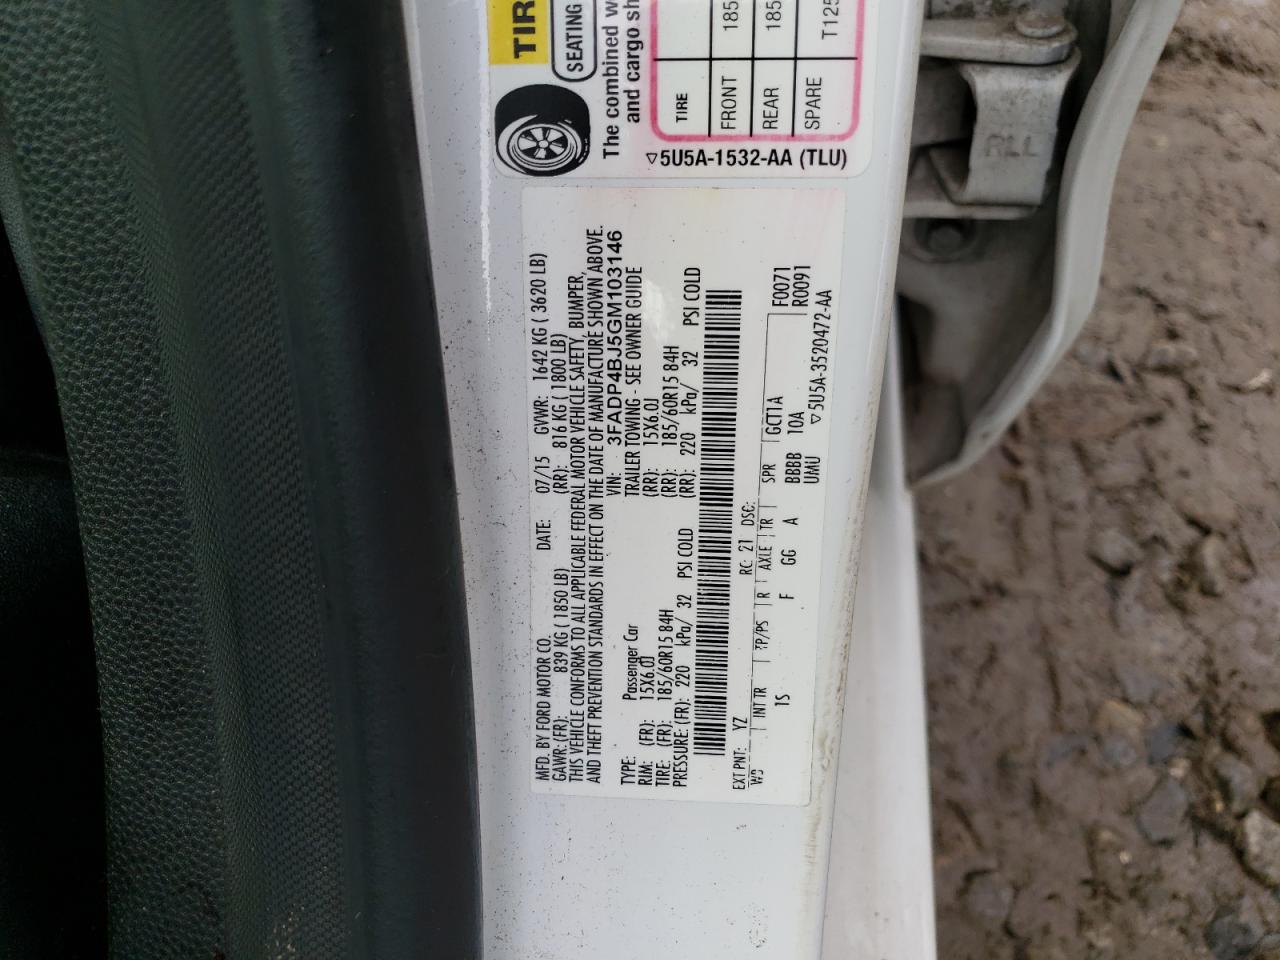 MFD. BY FORD MOTOR CO. DATE: 07/15 GVWR: 1642 KG ( 3620 LB)
GAWR: (FR): 839 KG ( 1850 LB) (RR): 816 KG ( 1800 LB)
THIS VEHICLE CONFORMS TO ALL APPLICABLE FEDERAL MOTOR VEHICLE SAFETY, BUMPER,
AND THEFT PREVENTION STANDARDS IN EFFECT ON THE DATE OF MANUFACTURE SHOWN ABOVE.
VIN: 3FADP4BJ5GM103146
TYPE: Passenger Car TRAILER TOWING - SEE OWNER GUIDE
RIM: (FR): 15X6.0J (RR): 15X6.0J
TIRE: (FR): 185/60R15 84H (RR): 185/60R15 84H
PRESSURE: (FR): 220 kPa/ 32 PSI COLD (RR): 220 kPa/ 32 PSI COLD
EXT PNT: YZ RC: 21 DSC:
WB INT TR TP/PS R AXLE TR SPR GCT1A F0071
1S F GG A BBBB 10A R0091
UMU
▽5U5A-3520472-AA
TIR
SEATING
The combined w
and cargo sh
TIRE
FRONT 185
REAR 185
SPARE T125
▽5U5A-1532-AA (TLU)
RLL